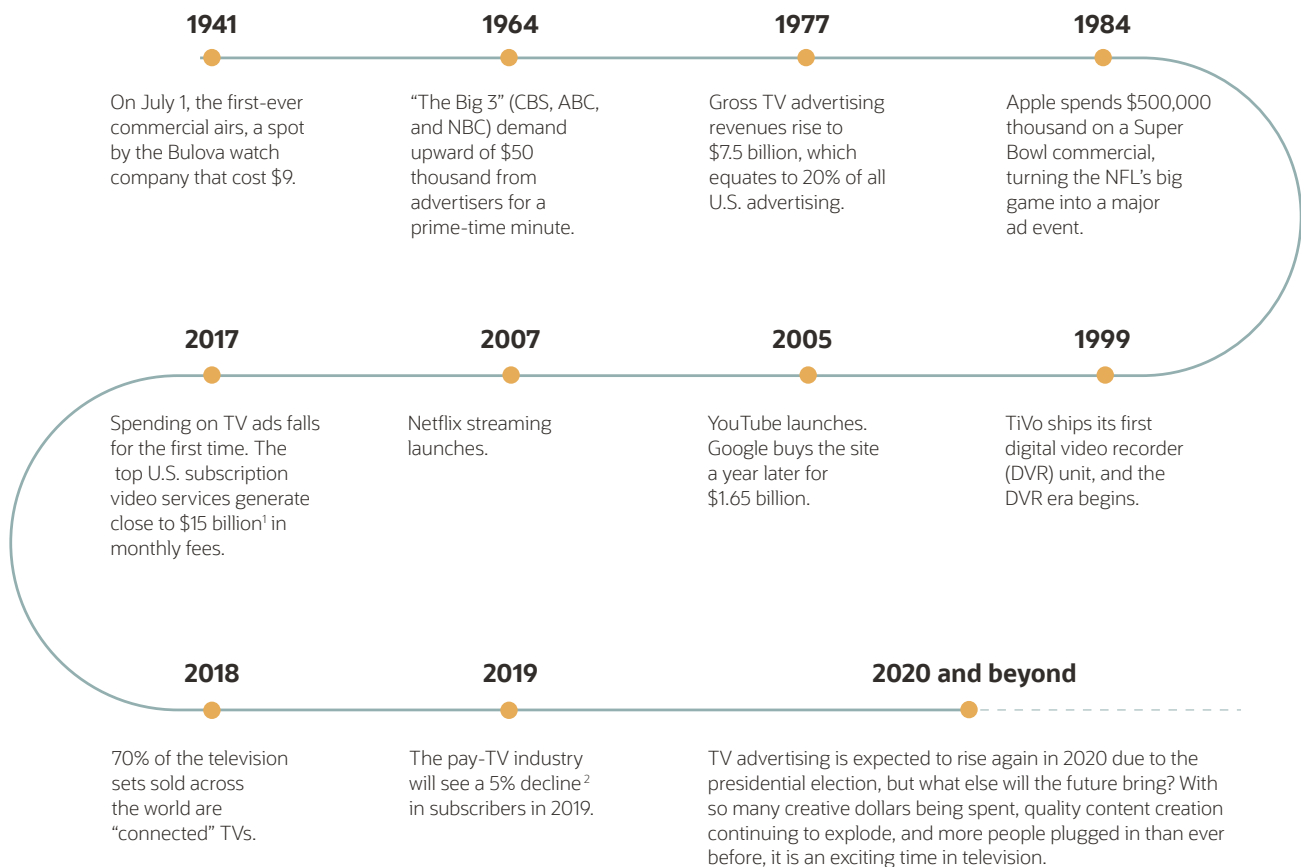 1941
On July 1, the first-ever
commercial airs, a spot
by the Bulova watch
company that cost $9.
1964
“The Big 3” (CBS, ABC,
and NBC) demand
upward of $50
thousand from
advertisers for a
prime-time minute.
1977
Gross TV advertising
revenues rise to
$7.5 billion, which
equates to 20% of all
U.S. advertising.
1984
Apple spends $500,000
thousand on a Super
Bowl commercial,
turning the NFL’s big
game into a major
ad event.
1999
TiVo ships its first
digital video recorder
(DVR) unit, and the
DVR era begins.
2005
YouTube launches.
Google buys the site
a year later for
$1.65 billion.
2007
Netflix streaming
launches.
2017
Spending on TV ads falls
for the first time. The
top U.S. subscription
video services generate
close to $15 billion¹ in
monthly fees.
2018
70% of the television
sets sold across
the world are
“connected” TVs.
2019
The pay-TV industry
will see a 5% decline²
in subscribers in 2019.
2020 and beyond
TV advertising is expected to rise again in 2020 due to the
presidential election, but what else will the future bring? With
so many creative dollars being spent, quality content creation
continuing to explode, and more people plugged in than ever
before, it is an exciting time in television.